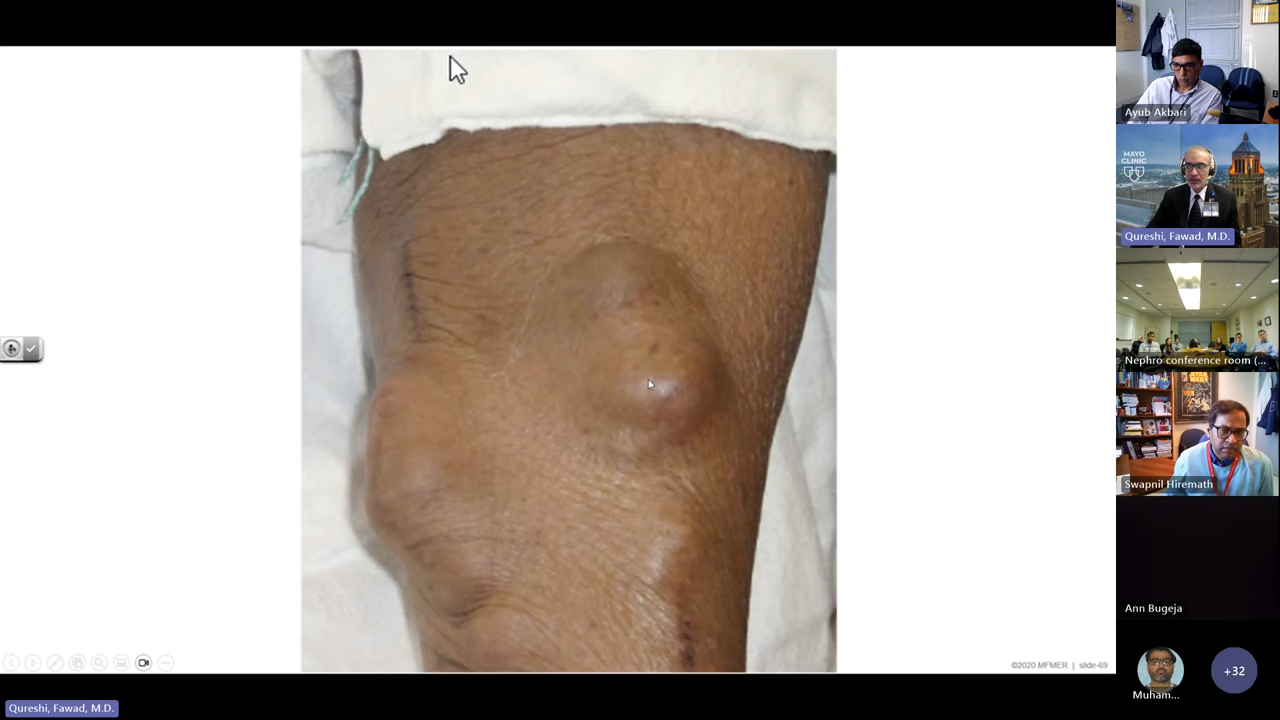 Ayub Akbari
MAYO
CLINIC
Qureshi, Fawad, M.D.
Nephro conference room (...
Swapnil Hiremath
Ann Bugeja
Muham...
+32
©2020 MFMER | slide-69
Qureshi, Fawad, M.D.